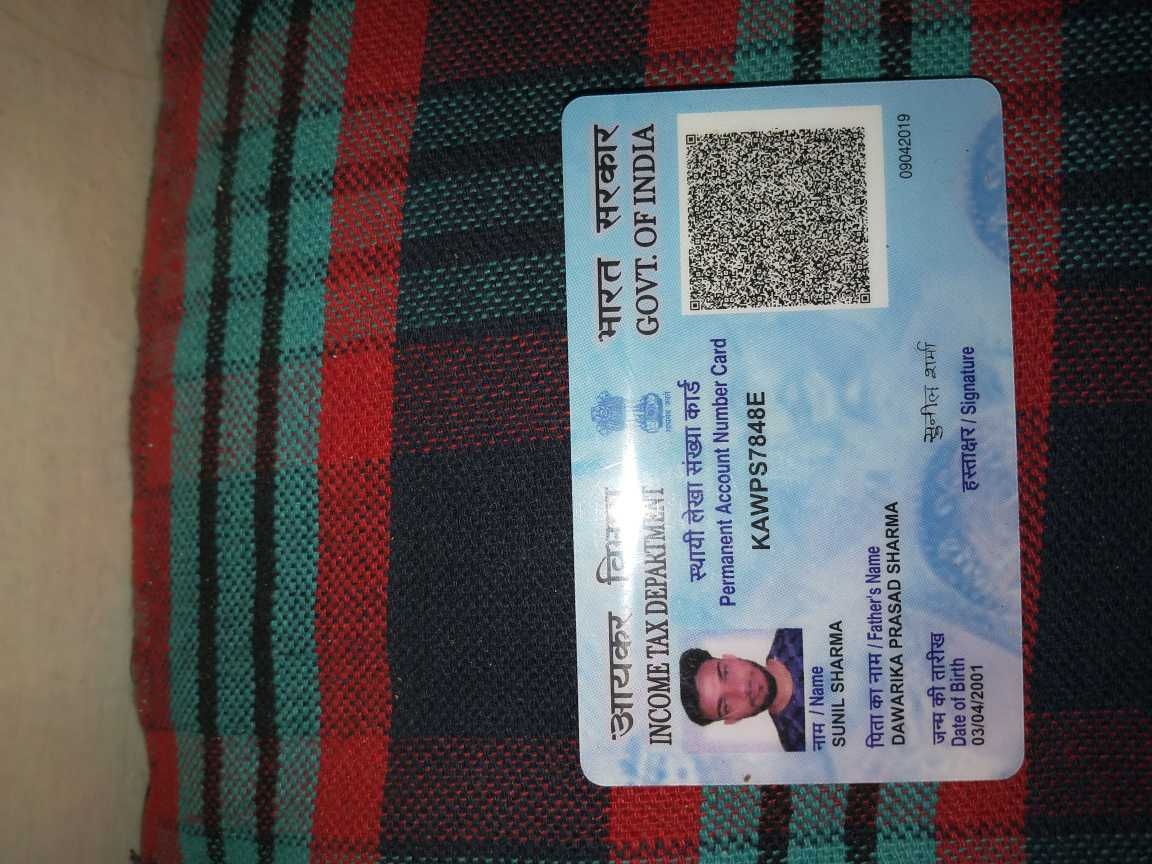 आयकर विभाग
INCOME TAX DEPARTMENT
भारत सरकार
GOVT. OF INDIA
स्थायी लेखा संख्या कार्ड
Permanent Account Number Card
KAWPS7848E
नाम / Name
SUNIL SHARMA
पिता का नाम / Father's Name
DAWARIKA PRASAD SHARMA
जन्म की तारीख
Date of Birth
03/04/2001
सुनील शर्मा
हस्ताक्षर / Signature
09042019